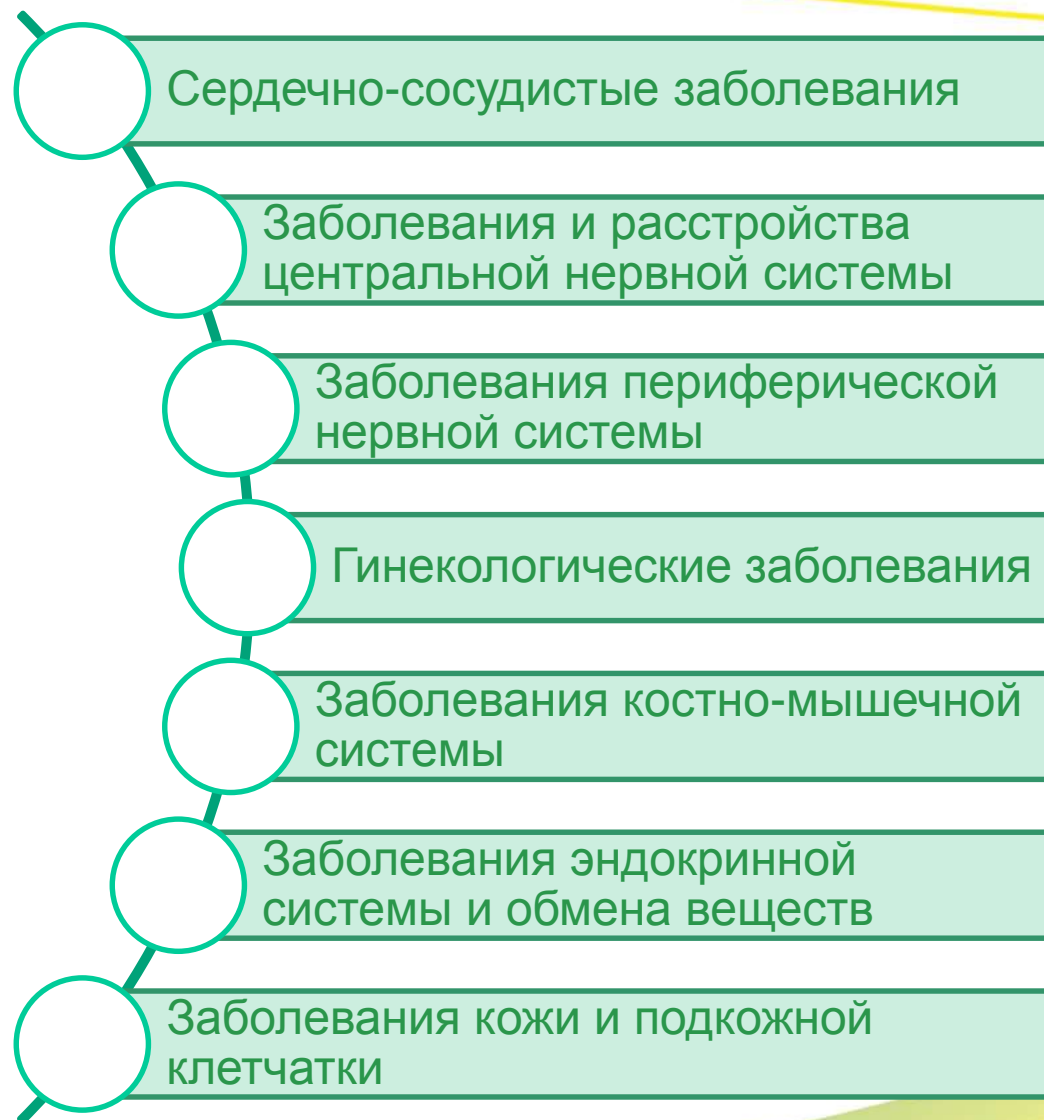 Сердечно-сосудистые заболевания
Заболевания и расстройства
центральной нервной системы
Заболевания периферической
нервной системы
Гинекологические заболевания
Заболевания костно-мышечной
системы
Заболевания эндокринной
системы и обмена веществ
Заболевания кожи и подкожной
клетчатки